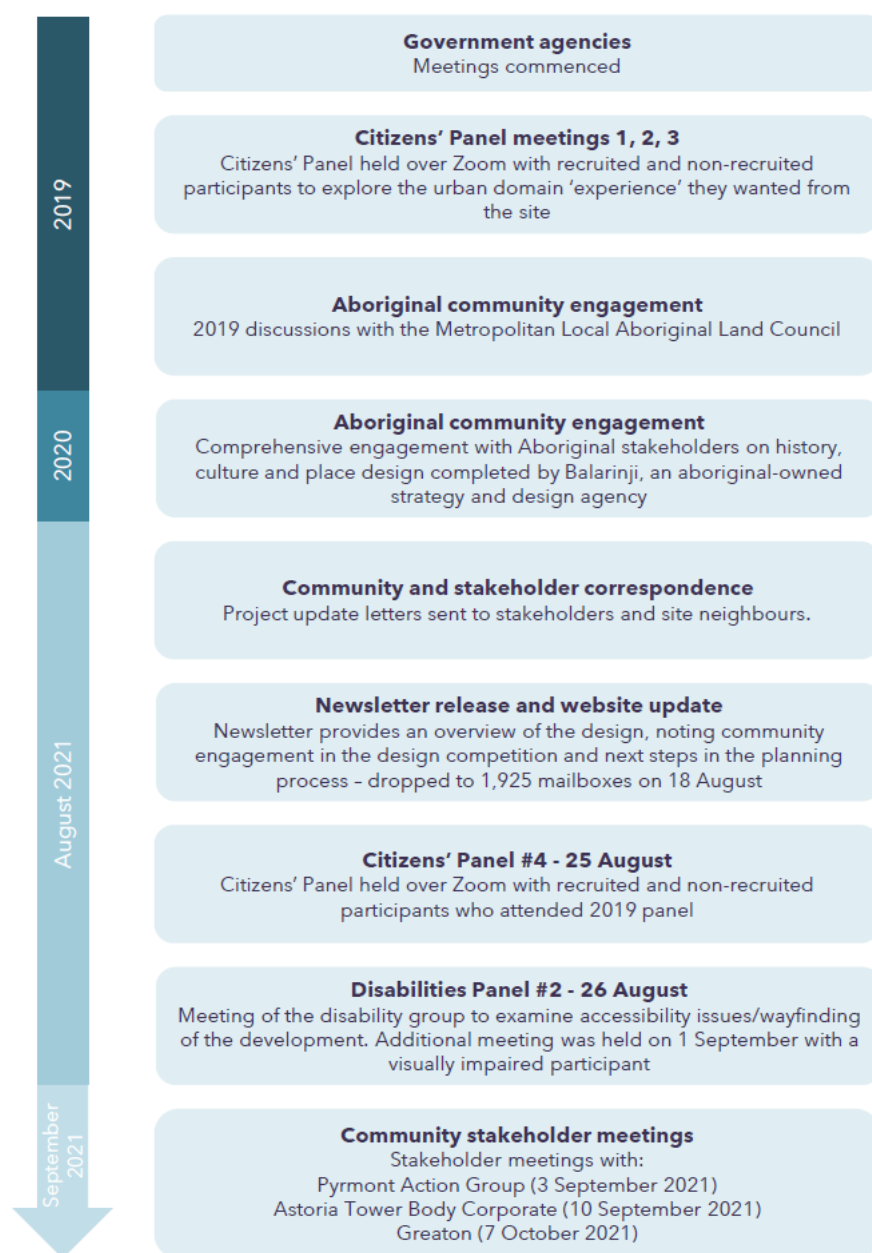 Government agencies
Meetings commenced
2019
Citizens’ Panel meetings 1, 2, 3
Citizens’ Panel held over Zoom with recruited and non-recruited
participants to explore the urban domain ‘experience’ they wanted from
the site
Aboriginal community engagement
2019 discussions with the Metropolitan Local Aboriginal Land Council
2020
Aboriginal community engagement
Comprehensive engagement with Aboriginal stakeholders on history,
culture and place design completed by Balarinji, an aboriginal-owned
strategy and design agency
August 2021
Community and stakeholder correspondence
Project update letters sent to stakeholders and site neighbours.
Newsletter release and website update
Newsletter provides an overview of the design, noting community
engagement in the design competition and next steps in the planning
process – dropped to 1,925 mailboxes on 18 August
Citizens’ Panel #4 - 25 August
Citizens’ Panel held over Zoom with recruited and non-recruited
participants who attended 2019 panel
Disabilities Panel #2 - 26 August
Meeting of the disability group to examine accessibility issues/wayfinding
of the development. Additional meeting was held on 1 September with a
visually impaired participant
September
2021
Community stakeholder meetings
Stakeholder meetings with:
Pyrmont Action Group (3 September 2021)
Astoria Tower Body Corporate (10 September 2021)
Greaton (7 October 2021)